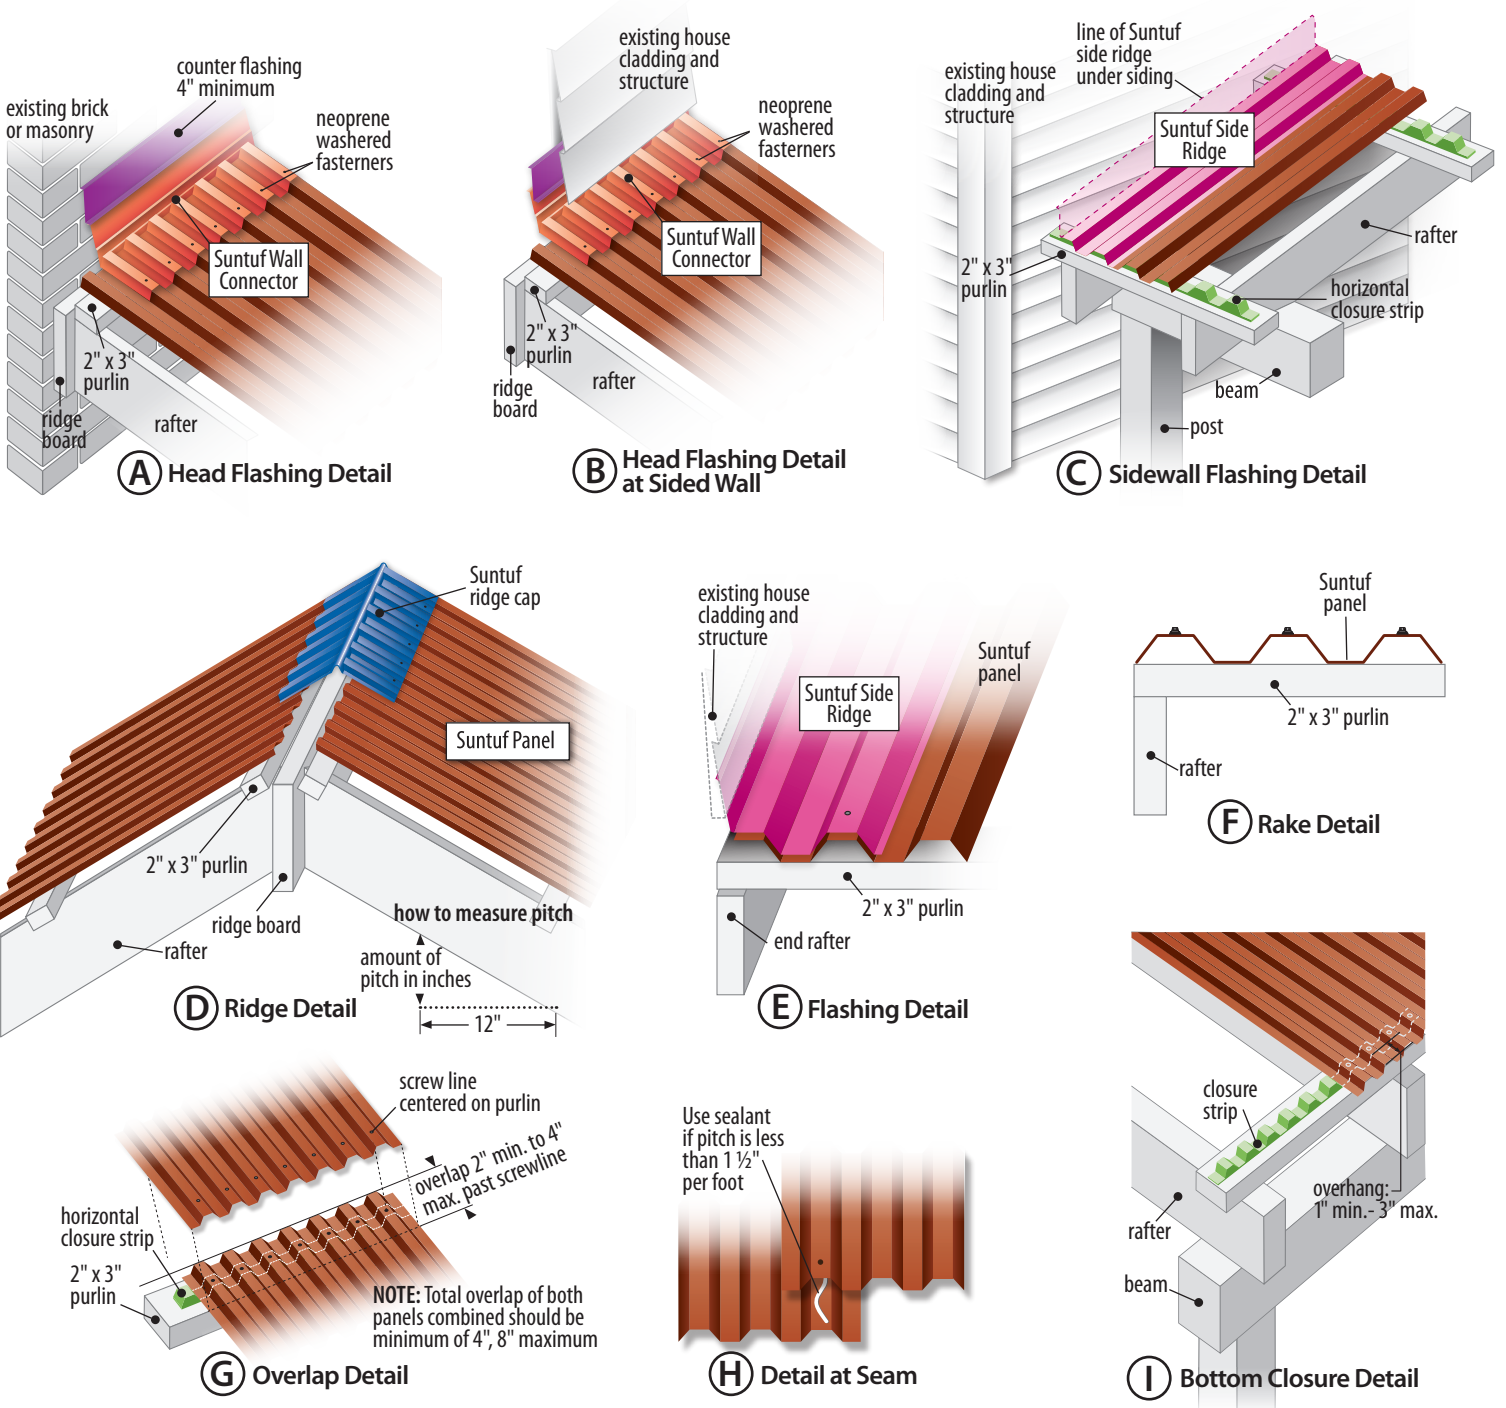 counter flashing
4" minimum
existing brick
or masonry
neoprene
washered
fasterners
Suntuf Wall
Connector
2" x 3"
purlin
ridge
board
rafter
A Head Flashing Detail
existing house
cladding and
structure
neoprene
washered
fasterners
Suntuf Wall
Connector
2" x 3"
purlin
ridge
board
rafter
B Head Flashing Detail
at Sided Wall
line of Suntuf
side ridge
under siding
existing house
cladding and
structure
Suntuf Side
Ridge
2" x 3"
purlin
rafter
horizontal
closure strip
beam
post
C Sidewall Flashing Detail
Suntuf
ridge cap
Suntuf Panel
2" x 3" purlin
ridge board
rafter
how to measure pitch
amount of
pitch in inches
12"
D Ridge Detail
existing house
cladding and
structure
Suntuf Side
Ridge
Suntuf
panel
2" x 3" purlin
end rafter
E Flashing Detail
Suntuf
panel
2" x 3" purlin
rafter
F Rake Detail
screw line
centered on purlin
overlap 2" min. to 4"
max. past screwline
horizontal
closure strip
2" x 3"
purlin
NOTE: Total overlap of both
panels combined should be
minimum of 4", 8" maximum
G Overlap Detail
Use sealant
if pitch is less
than 1 ½"
per foot
H Detail at Seam
closure
strip
overhang:
1" min.- 3" max.
rafter
beam
I Bottom Closure Detail